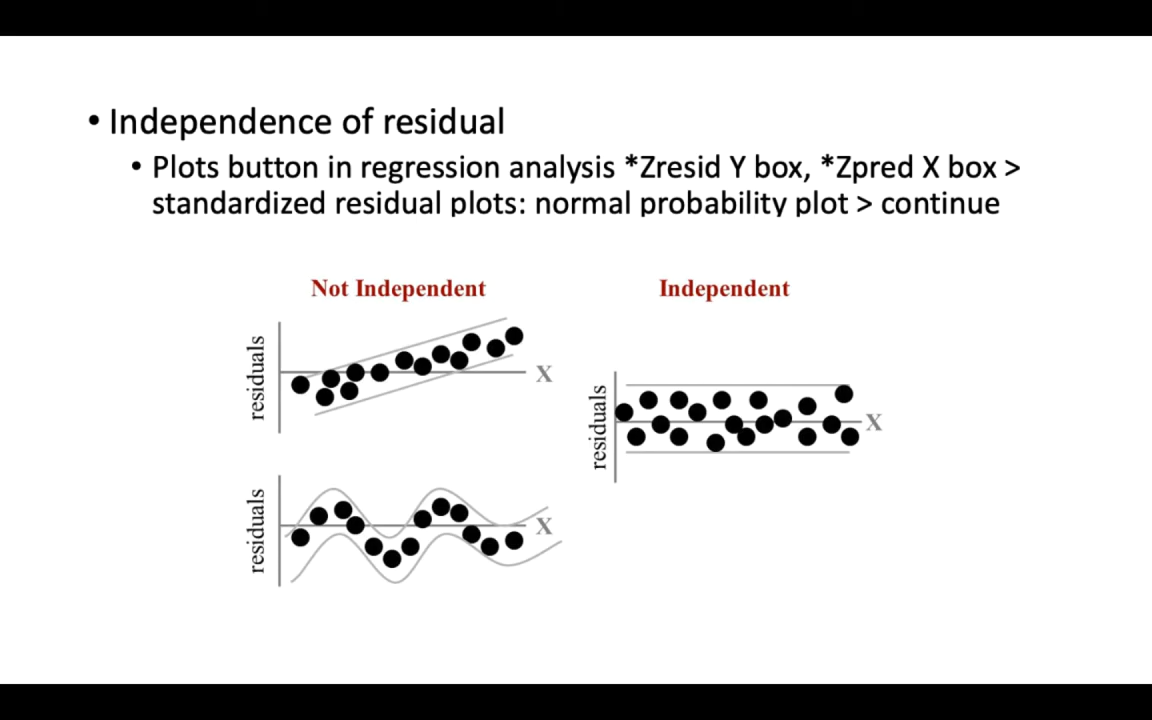 • Independence of residual
• Plots button in regression analysis *Zresid Y box, *Zpred X box >
standardized residual plots: normal probability plot > continue
Not Independent
Independent
residuals
X
residuals
X
residuals
X